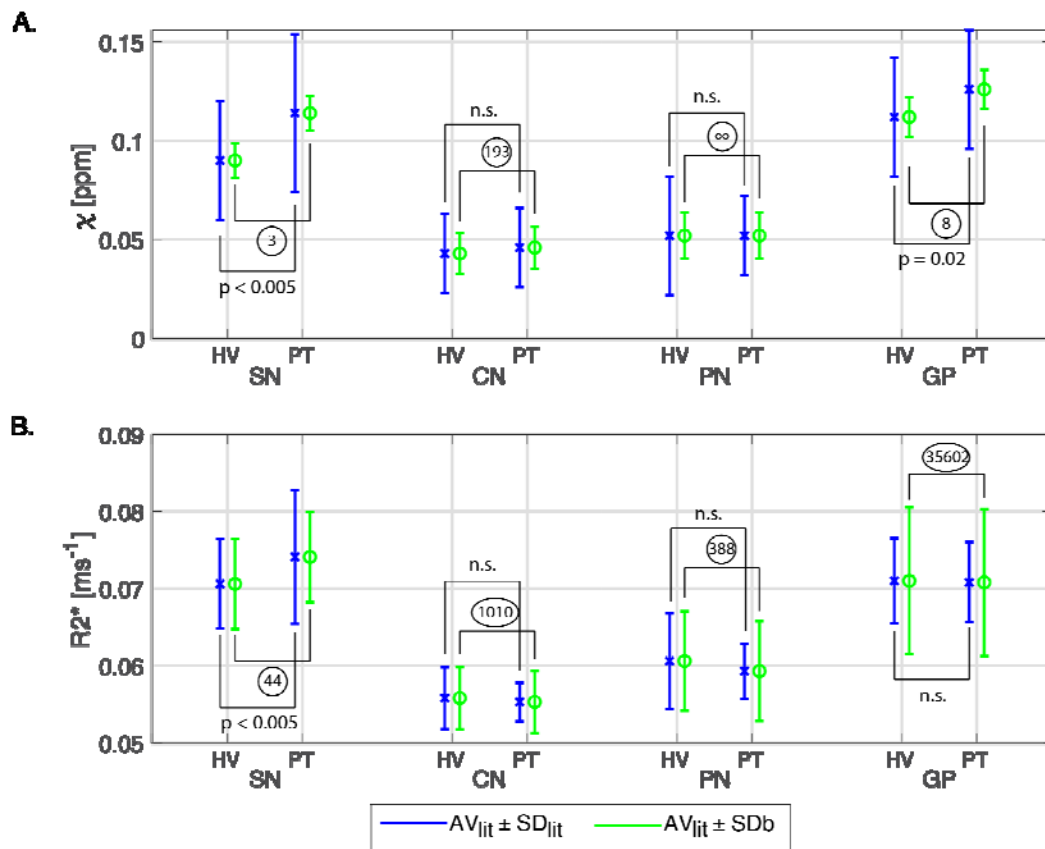 A.
0.15
0.1
0.05
0
χ [ppm]
n.s.
193
n.s.
∞
3
p < 0.005
8
p = 0.02
HV PT HV PT HV PT HV PT
SN CN PN GP
B.
0.09
0.08
0.07
0.06
0.05
R2* [ms⁻¹]
35602
n.s.
388
n.s.
1010
44
p < 0.005
n.s.
HV PT HV PT HV PT HV PT
SN CN PN GP
AVlit ± SDlit AVlit ± SDb